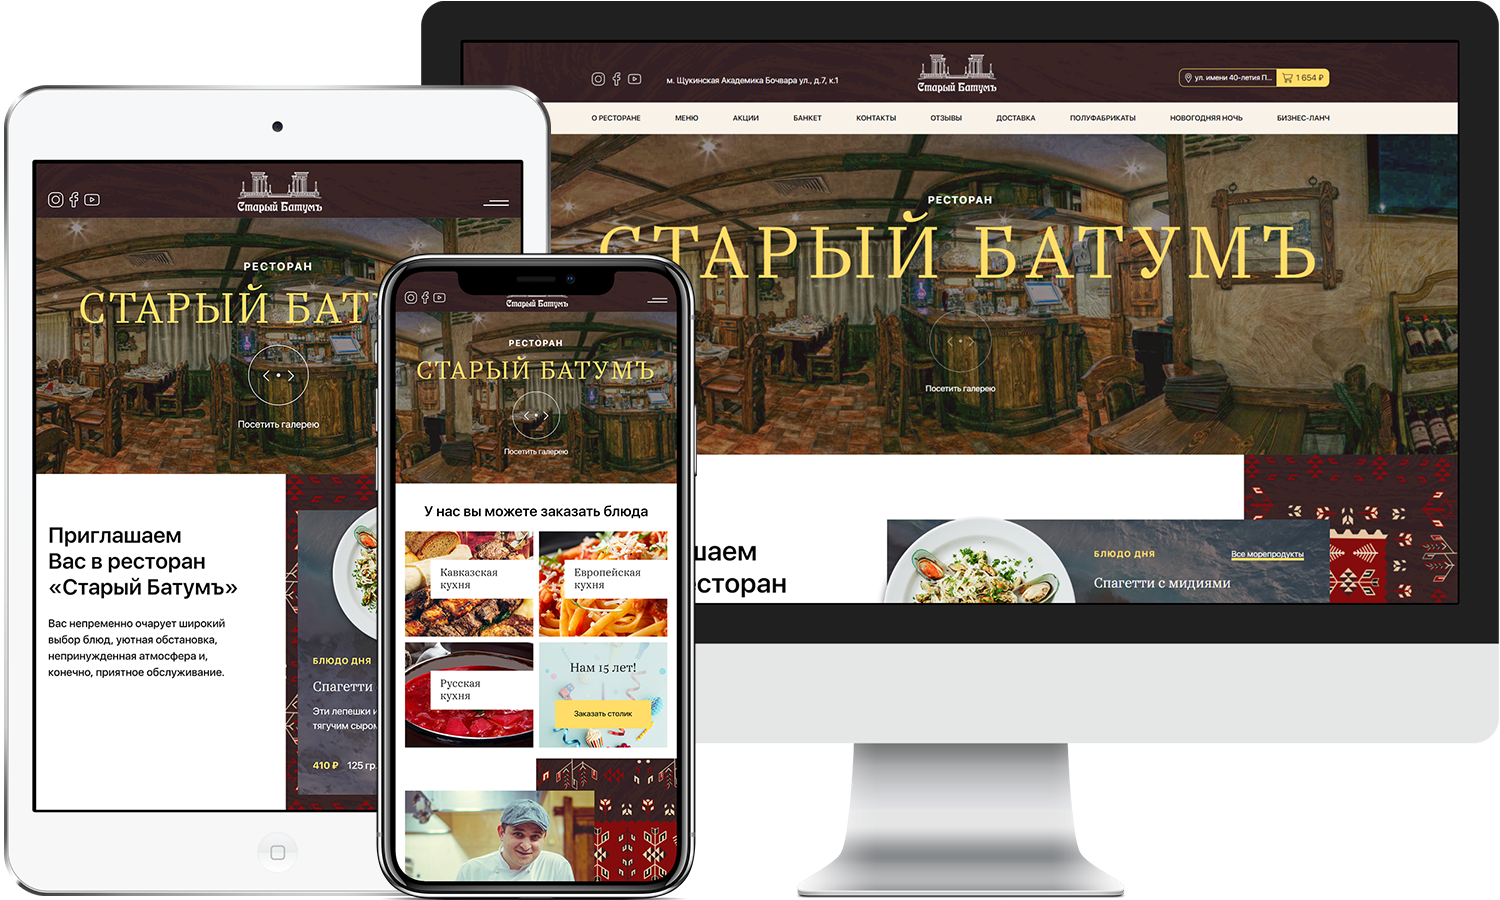 м. Щукинская Академика Бочвара ул., д.7, к.1
Старый Батумъ
ул. имени 40-летия П...
1 654 ₽
О РЕСТОРАНЕ
МЕНЮ
АКЦИИ
БАНКЕТ
КОНТАКТЫ
ОТЗЫВЫ
ДОСТАВКА
ПОЛУФАБРИКАТЫ
НОВОГОДНЯЯ НОЧЬ
БИЗНЕС-ЛАНЧ
РЕСТОРАН
СТАРЫЙ БАТУМЪ
Посетить галерею
шаем
есторан
БЛЮДО ДНЯ
Все морепродукты
Спагетти с мидиями
Старый Батумъ
РЕСТОРАН
СТАРЫЙ БАТ
Посетить галерею
Приглашаем
Вас в ресторан
«Старый Батумъ»
Вас непременно очарует широкий
выбор блюд, уютная обстановка,
непринужденная атмосфера и,
конечно, приятное обслуживание.
БЛЮДО ДНЯ
Спагетти
Эти лепешки и
тягучим сыром
410 ₽ 125 гр.
Старый Батумъ
РЕСТОРАН
СТАРЫЙ БАТУМЪ
Посетить галерею
У нас вы можете заказать блюда
Кавказская
кухня
Европейская
кухня
Русская
кухня
Нам 15 лет!
Заказать столик